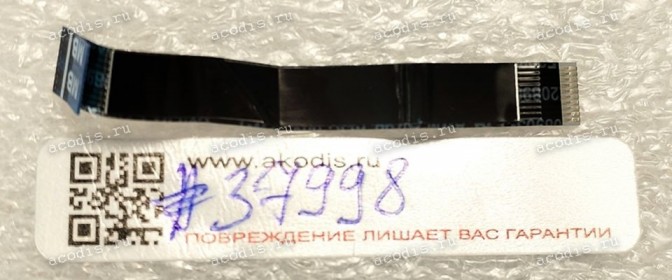 www.akodis.ru
#37998
ПОВРЕЖДЕНИЕ ЛИШАЕТ ВАС ГАРАНТИИ